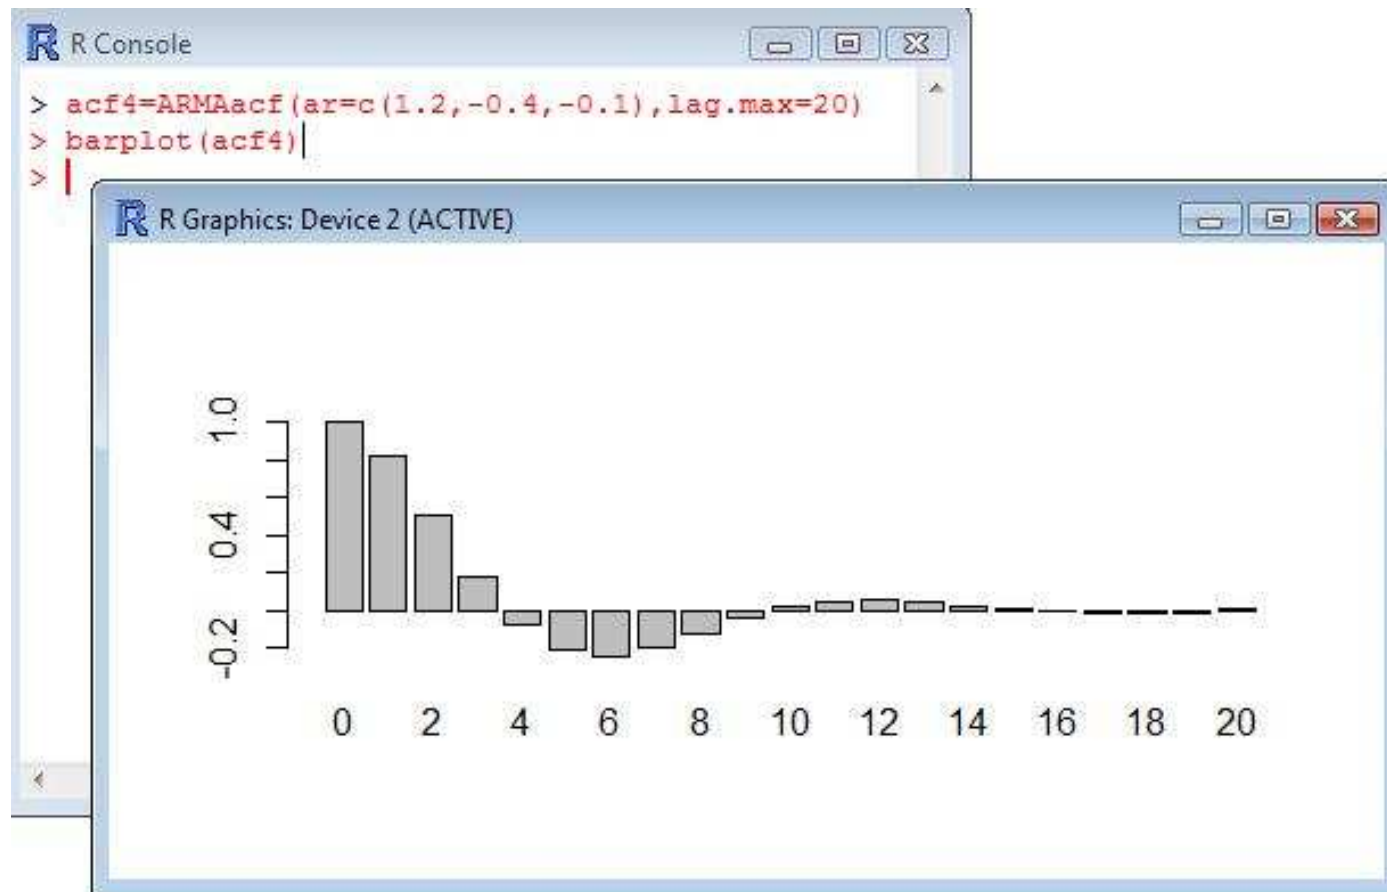 R Console
> acf4=ARMAacf(ar=c(1.2,-0.4,-0.1),lag.max=20)
> barplot(acf4)
>
R Graphics: Device 2 (ACTIVE)
1.0
0.4
-0.2
0 2 4 6 8 10 12 14 16 18 20